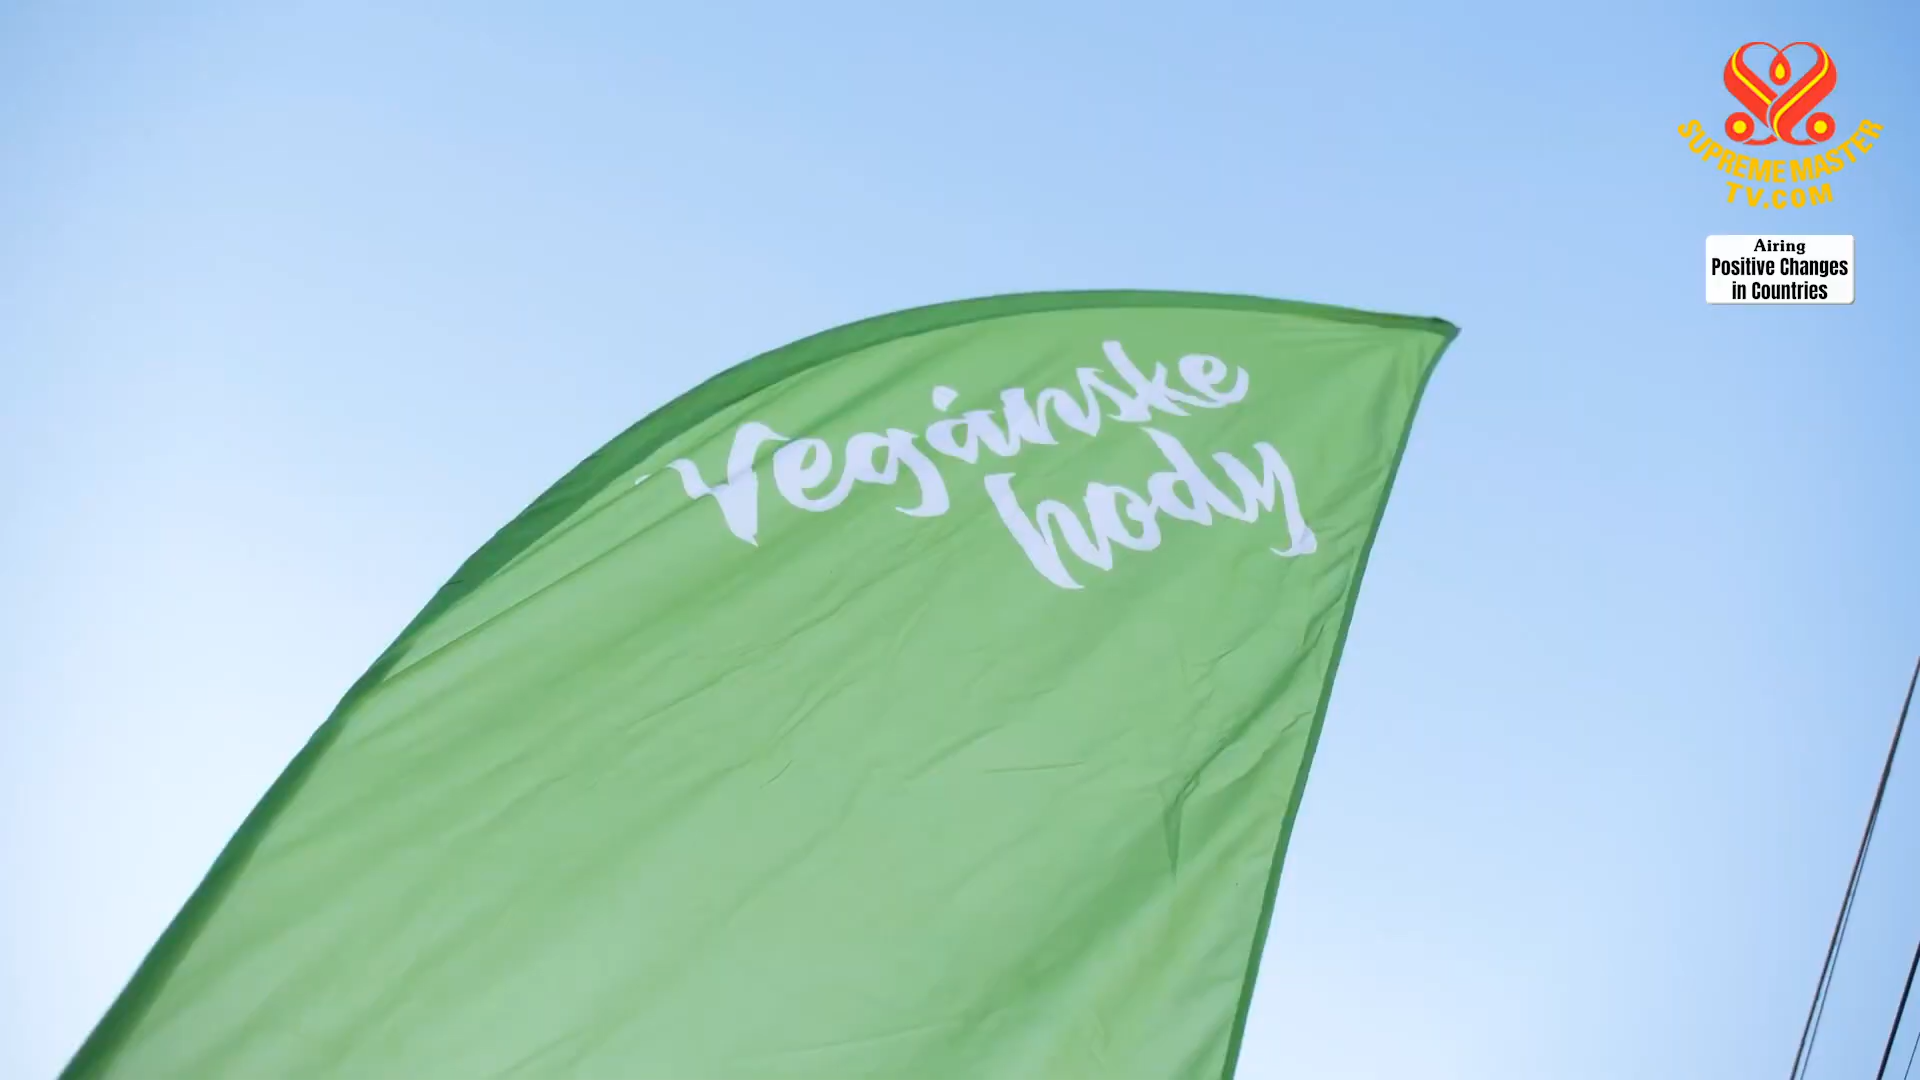 Vegánske
hody
SUPREME MASTER
TV.COM
Airing
Positive Changes
in Countries